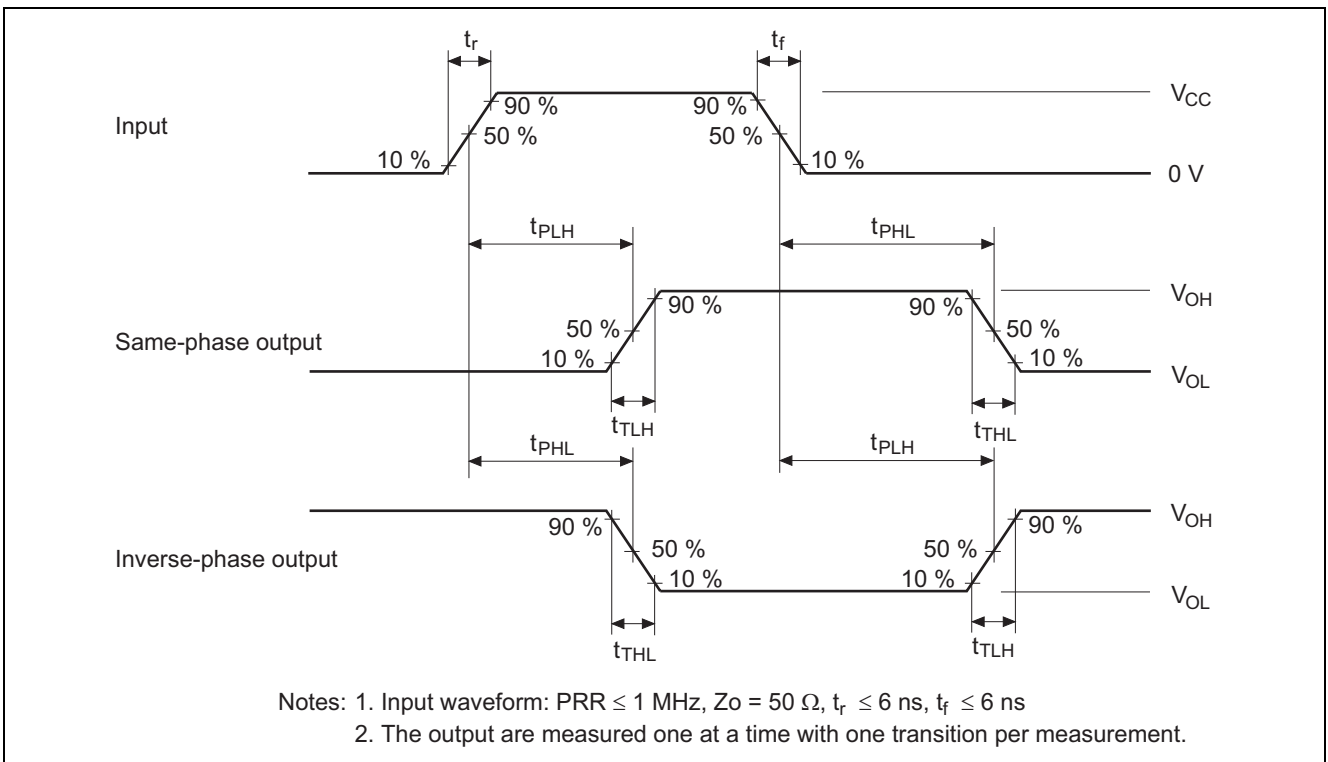 tr
tf
90 %
90 %
VCC
Input
50 %
50 %
10 %
10 %
0 V
tPLH
tPHL
90 %
90 %
VOH
50 %
50 %
Same-phase output
10 %
10 %
VOL
tTLH
tTHL
tPHL
tPLH
90 %
90 %
VOH
50 %
50 %
Inverse-phase output
10 %
10 %
VOL
tTHL
tTLH
Notes: 1. Input waveform: PRR ≤ 1 MHz, Zo = 50 Ω, tr ≤ 6 ns, tf ≤ 6 ns
2. The output are measured one at a time with one transition per measurement.